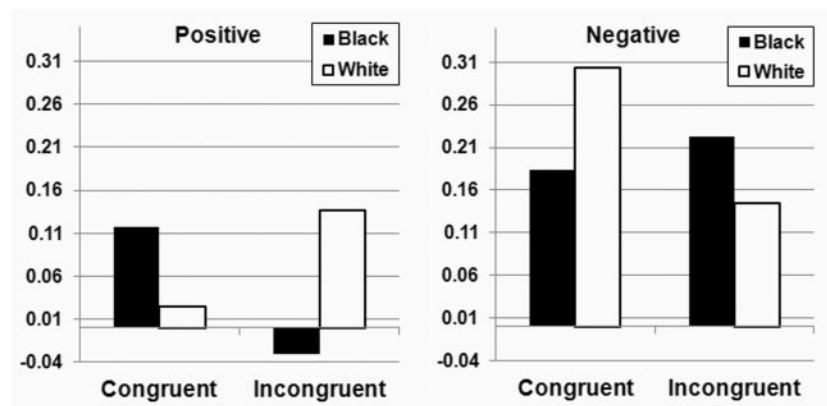 Positive
Black
White
0.31
0.26
0.21
0.16
0.11
0.06
0.01
-0.04
Congruent Incongruent
Negative
Black
White
0.31
0.26
0.21
0.16
0.11
0.06
0.01
-0.04
Congruent Incongruent